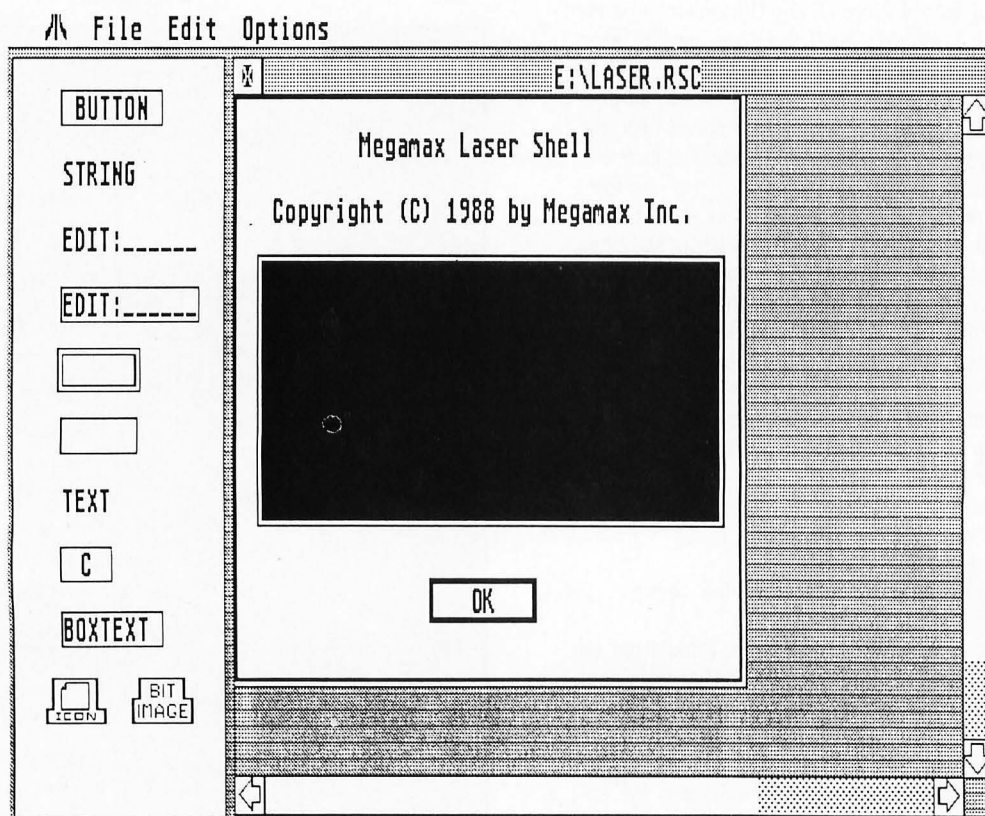 File Edit Options
E:\LASER.RSC
BUTTON
STRING
EDIT:______
EDIT:______
TEXT
C
BOXTEXT
ICON
BIT
IMAGE
Megamax Laser Shell
Copyright (C) 1988 by Megamax Inc.
OK